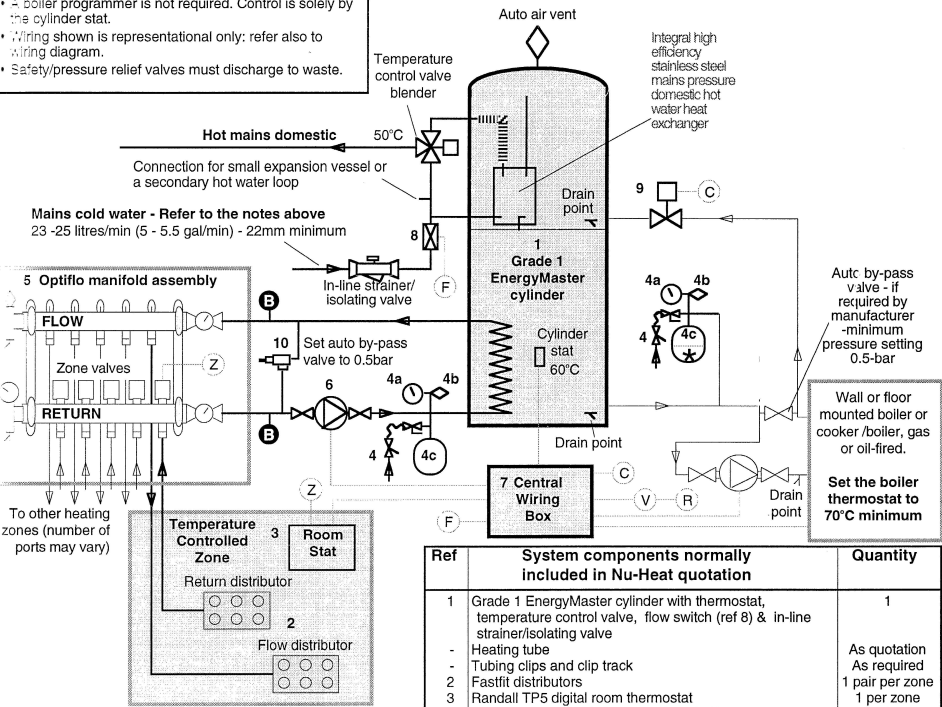 • A boiler programmer is not required. Control is solely by
the cylinder stat.
• Wiring shown is representational only: refer also to
wiring diagram.
• Safety/pressure relief valves must discharge to waste.
Auto air vent
Temperature
control valve
blender
Integral high
efficiency
stainless steel
mains pressure
domestic hot
water heat
exchanger
Hot mains domestic
50°C
Connection for small expansion vessel or
a secondary hot water loop
Mains cold water - Refer to the notes above
23 -25 litres/min (5 - 5.5 gal/min) - 22mm minimum
8
F
In-line strainer/
isolating valve
Drain
point
9
C
1
Grade 1
EnergyMaster
cylinder
Cylinder
stat
60°C
Drain point
4a
4b
4
4c
Auto by-pass
valve - if
required by
manufacturer
-minimum
pressure setting
0.5-bar
5 Optiflo manifold assembly
FLOW
Zone valves
Z
RETURN
B
10
Set auto by-pass
valve to 0.5bar
B
6
4a
4b
4
4c
Wall or floor
mounted boiler or
cooker /boiler, gas
or oil-fired.
Set the boiler
thermostat to
70°C minimum
Drain
point
7 Central
Wiring
Box
C
V
R
F
Z
To other heating
zones (number of
ports may vary)
Temperature
Controlled
Zone
3
Room
Stat
Return distributor
2
Flow distributor
Ref System components normally Quantity
included in Nu-Heat quotation
1 Grade 1 EnergyMaster cylinder with thermostat, 1
temperature control valve, flow switch (ref 8) & in-line
strainer/isolating valve
- Heating tube As quotation
- Tubing clips and clip track As required
2 Fastfit distributors 1 pair per zone
3 Randall TP5 digital room thermostat 1 per zone